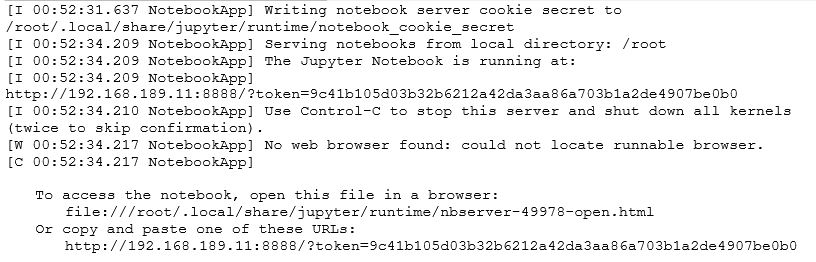 [I 00:52:31.637 NotebookApp] Writing notebook server cookie secret to
/root/.local/share/jupyter/runtime/notebook_cookie_secret
[I 00:52:34.209 NotebookApp] Serving notebooks from local directory: /root
[I 00:52:34.209 NotebookApp] The Jupyter Notebook is running at:
[I 00:52:34.209 NotebookApp]
http://192.168.189.11:8888/?token=9c41b105d03b32b6212a42da3aa86a703b1a2de4907be0b0
[I 00:52:34.210 NotebookApp] Use Control-C to stop this server and shut down all kernels
(twice to skip confirmation).
[W 00:52:34.217 NotebookApp] No web browser found: could not locate runnable browser.
[C 00:52:34.217 NotebookApp]
To access the notebook, open this file in a browser:
file:///root/.local/share/jupyter/runtime/nbserver-49978-open.html
Or copy and paste one of these URLs:
http://192.168.189.11:8888/?token=9c41b105d03b32b6212a42da3aa86a703b1a2de4907be0b0